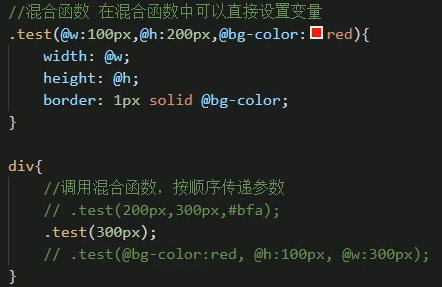 //混合函数 在混合函数中可以直接设置变量
.test(@w:100px,@h:200px,@bg-color:red){
    width: @w;
    height: @h;
    border: 1px solid @bg-color;
}

div{
    //调用混合函数，按顺序传递参数
    // .test(200px,300px,#bfa);
    .test(300px);
    // .test(@bg-color:red, @h:100px, @w:300px);
}